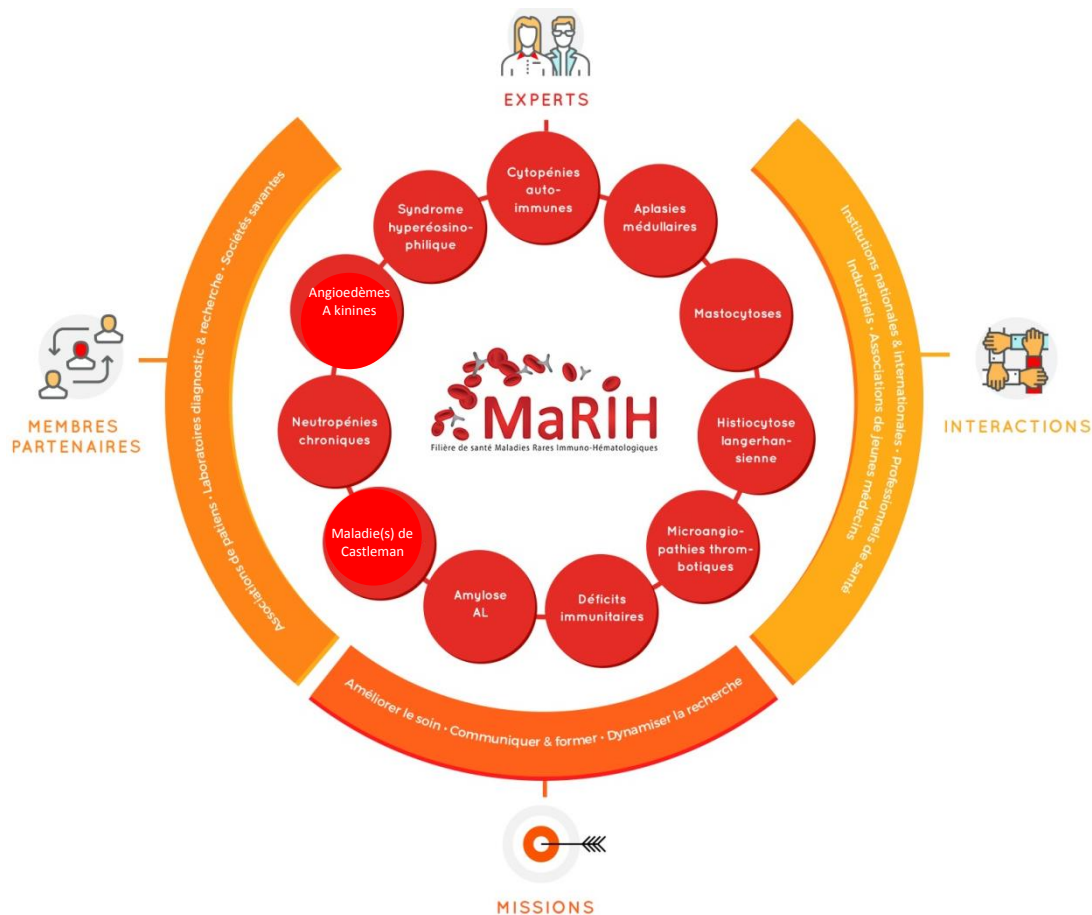 EXPERTS
Cytopénies
auto-
immunes
Aplasies
médullaires
Mastocytoses
Histiocytose
langerhan-
sienne
Microangio-
pathies throm-
botiques
Déficits
immunitaires
Amylose
AL
Maladie(s) de
Castleman
Neutropénies
chroniques
Angioedèmes
A kinines
Syndrome
hyperéosino-
philique
MaRIH
Filière de santé Maladies Rares Immuno-Hématologiques
MEMBRES
PARTENAIRES
Associations de patiens · Laboratoires diagnostic & recherche · Sociétés savantes
INTERACTIONS
Institutions nationales & internationales · Professionnels de santé
Industriels · Associations de jeunes médecins
Améliorer le soin · Communiquer & former · Dynamiser la recherche
MISSIONS